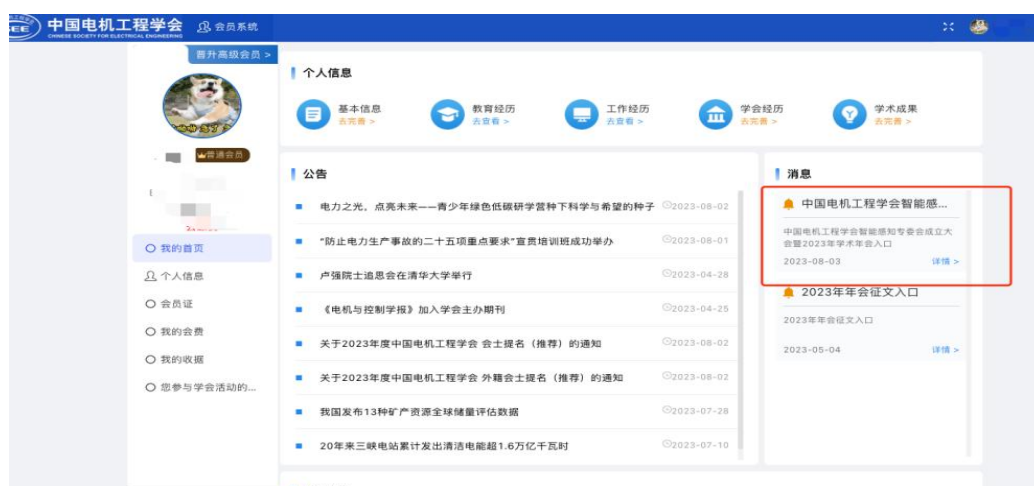 中国电机工程学会
CHINESE SOCIETY FOR ELECTRICAL ENGINEERING
会员系统
晋升高级会员 >
普通会员
我的首页
个人信息
会员证
我的会费
我的收据
您参与学会活动的...
个人信息
基本信息
去完善 >
教育经历
去查看 >
工作经历
去查看 >
学会经历
去完善 >
学术成果
去完善 >
公告
电力之光，点亮未来——青少年绿色低碳研学营种下科学与希望的种子 2023-08-02
“防止电力生产事故的二十五项重点要求”宣贯培训班成功举办 2023-08-01
卢强院士追思会在清华大学举行 2023-04-28
《电机与控制学报》加入学会主办期刊 2023-04-25
关于2023年度中国电机工程学会 会士提名（推荐）的通知 2023-08-02
关于2023年度中国电机工程学会 外籍会士提名（推荐）的通知 2023-08-02
我国发布13种矿产资源全球储量评估数据 2023-07-28
20年来三峡电站累计发出清洁电能超1.6万亿千瓦时 2023-07-10
消息
中国电机工程学会智能感...
中国电机工程学会智能感知专委会成立大
会暨2023年学术年会入口
2023-08-03 详情 >
2023年年会征文入口
2023年年会征文入口
2023-05-04 详情 >